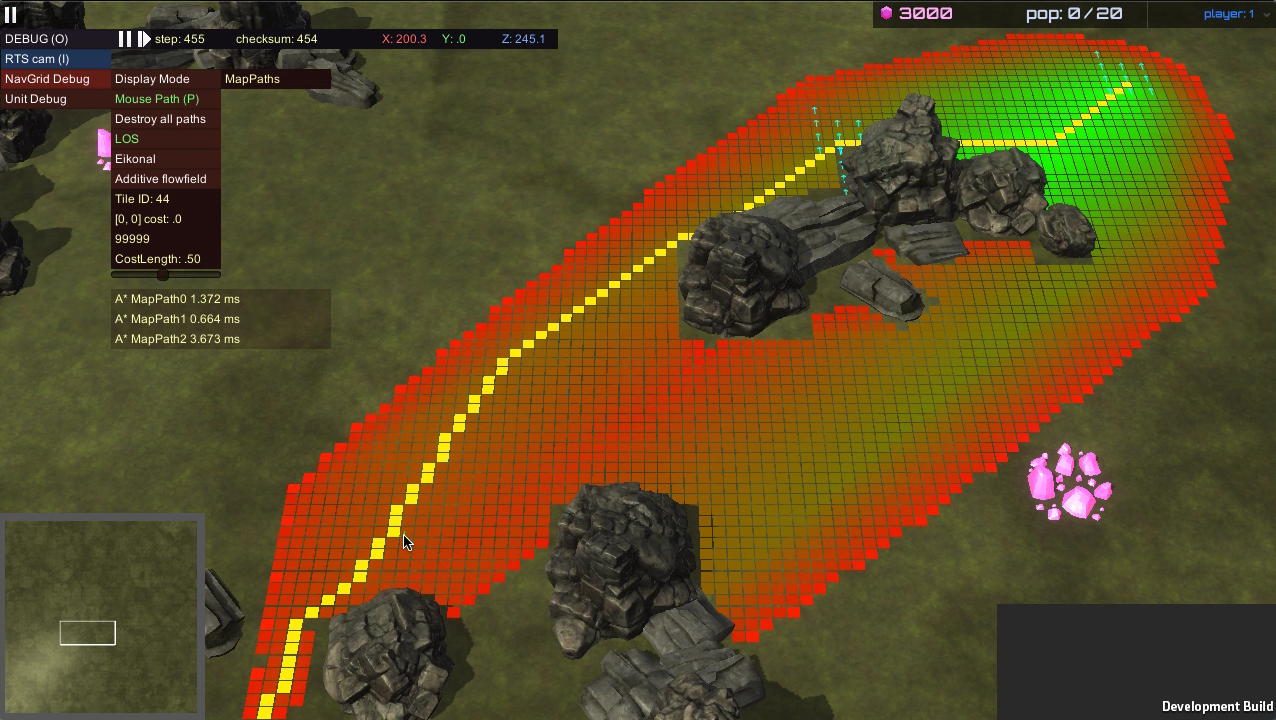 3000 pop: 0/20 player: 1
DEBUG (O) step: 455 checksum: 454 X: 200.3 Y: .0 Z: 245.1
RTS cam (I)
NavGrid Debug Display Mode MapPaths
Unit Debug Mouse Path (P)
Destroy all paths
LOS
Eikonal
Additive flowfield
Tile ID: 44
[0, 0] cost: .0
99999
CostLength: .50
A* MapPath0 1.372 ms
A* MapPath1 0.664 ms
A* MapPath2 3.673 ms
Development Build